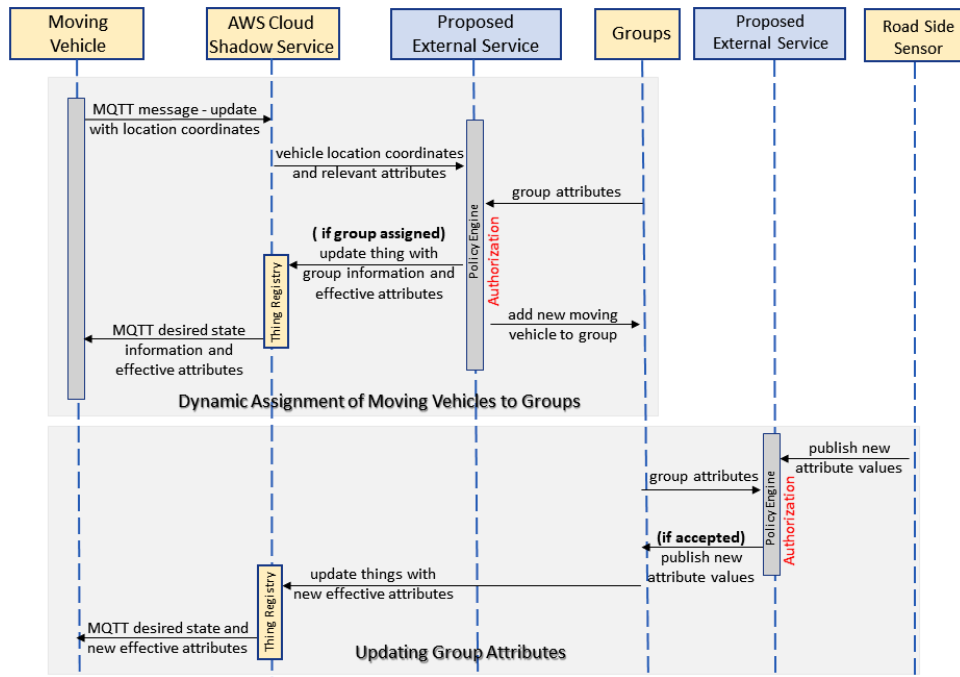 Moving
Vehicle
AWS Cloud
Shadow Service
Proposed
External Service
Groups
Proposed
External Service
Road Side
Sensor
MQTT message - update
with location coordinates
vehicle location coordinates
and relevant attributes
group attributes
( if group assigned)
update thing with
group information and
effective attributes
Policy Engine
Authorization
Thing Registry
add new moving
vehicle to group
MQTT desired state
information and
effective attributes
Dynamic Assignment of Moving Vehicles to Groups
publish new
attribute values
group attributes
Policy Engine
Authorization
(if accepted)
publish new
attribute values
update things with
new effective attributes
Thing Registry
MQTT desired state and
new effective attributes
Updating Group Attributes